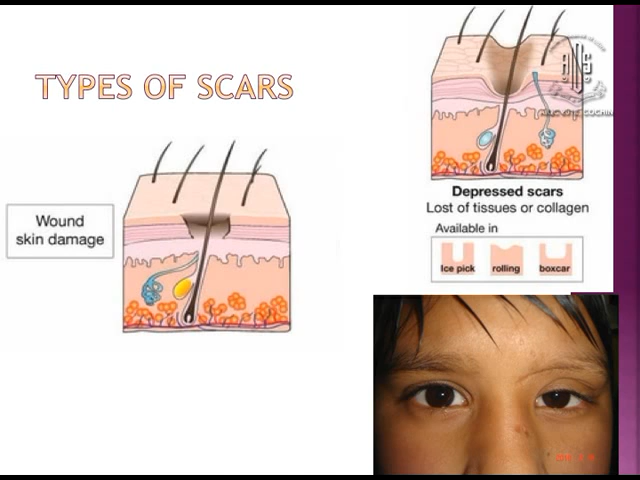 TYPES OF SCARS
Wound
skin damage
Depressed scars
Lost of tissues or collagen
Available in
Ice pick rolling boxcar